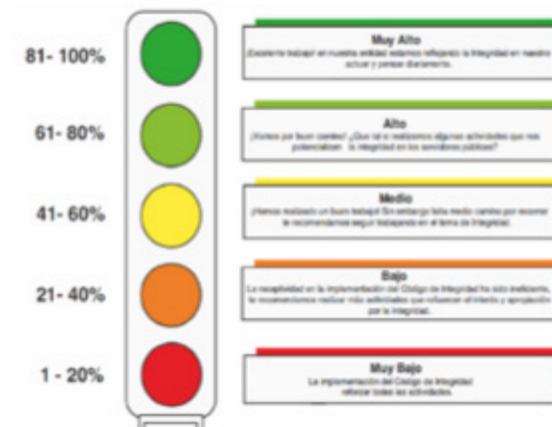 81- 100%
Muy Alto
¡Excelente trabajo! en nuestra entidad estamos reflejando la Integridad en nuestro
actuar y pensar diariamente.
61- 80%
Alto
¡Vamos por buen camino! ¿Que tal si realizamos algunas actividades que nos
potencialicen la integridad en los servidores públicos?
41- 60%
Medio
¡Hemos realizado un buen trabajo! Sin embargo falta medio camino por recorrer
te recomendamos seguir trabajando en el tema de Integridad.
21- 40%
Bajo
La receptividad en la implementación del Código de Integridad ha sido ineficiente,
te recomendamos realizar más actividades que refuercen el interés y apropiación
por la Integridad.
1 - 20%
Muy Bajo
La implementación del Código de Integridad
reforzar todas las actividades.